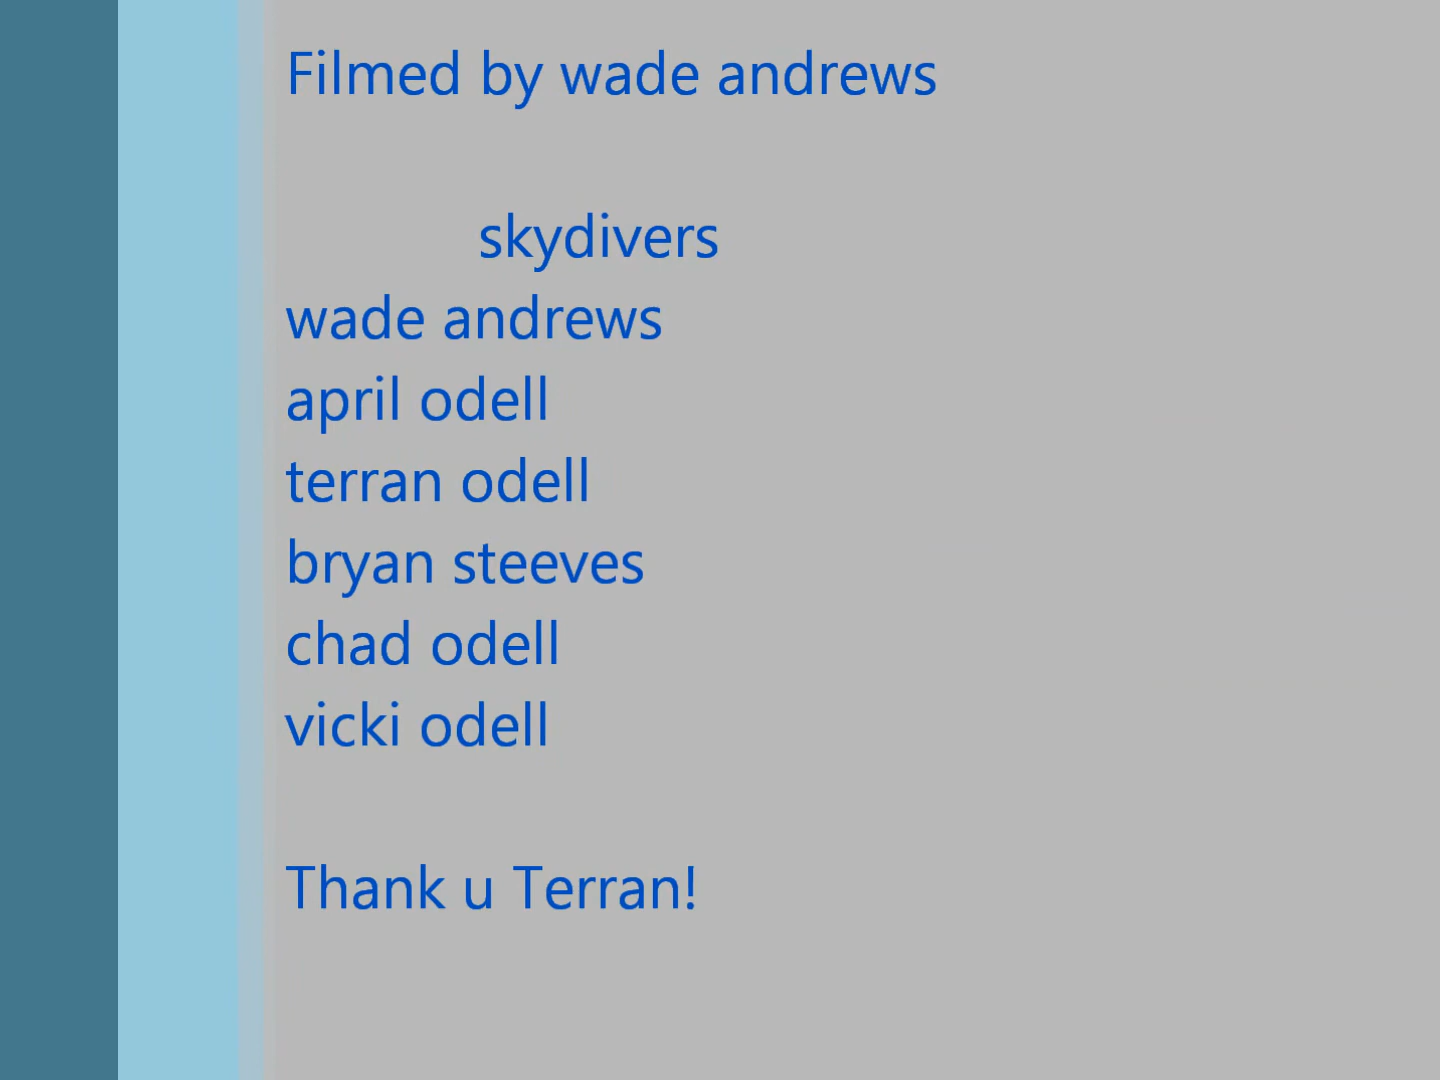 Filmed by wade andrews
skydivers
wade andrews
april odell
terran odell
bryan steeves
chad odell
vicki odell
Thank u Terran!